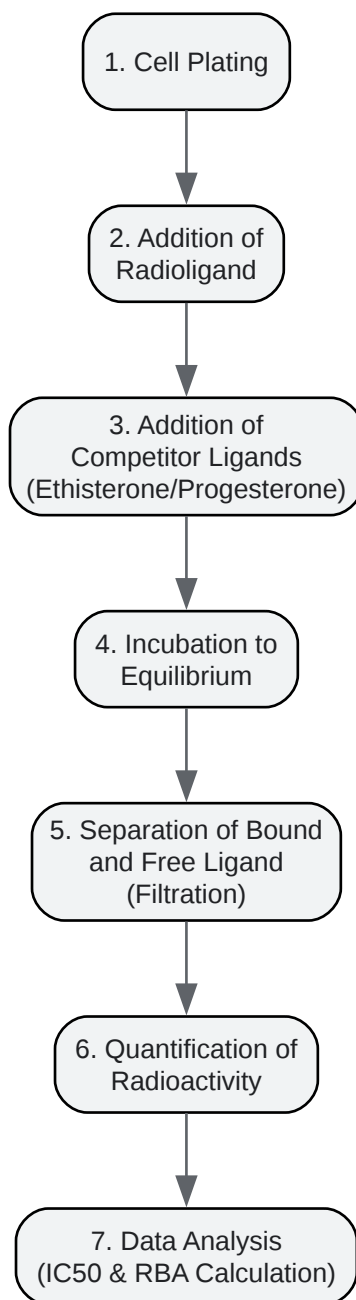 1. Cell Plating
2. Addition of
Radioligand
3. Addition of
Competitor Ligands
(Ethisterone/Progesterone)
4. Incubation to
Equilibrium
5. Separation of Bound
and Free Ligand
(Filtration)
6. Quantification of
Radioactivity
7. Data Analysis
(IC50 & RBA Calculation)